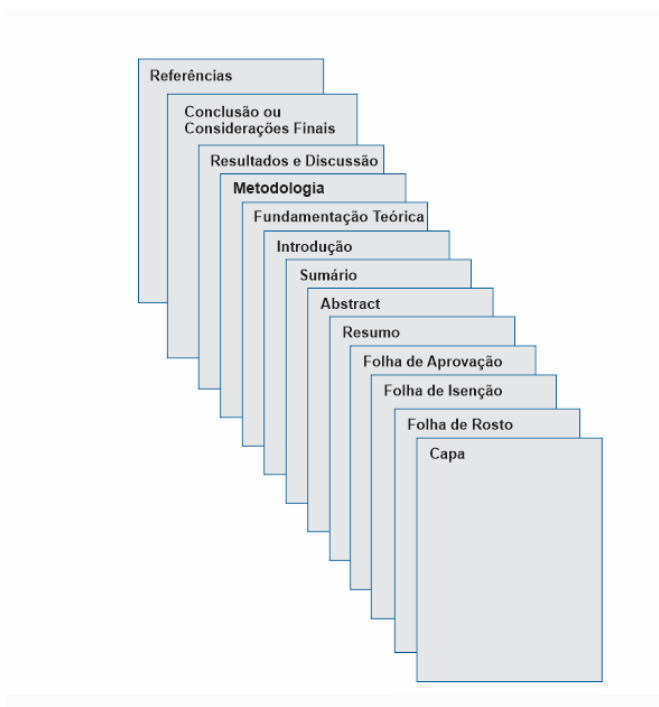 Referências
Conclusão ou
Considerações Finais
Resultados e Discussão
Metodologia
Fundamentação Teórica
Introdução
Sumário
Abstract
Resumo
Folha de Aprovação
Folha de Isenção
Folha de Rosto
Capa